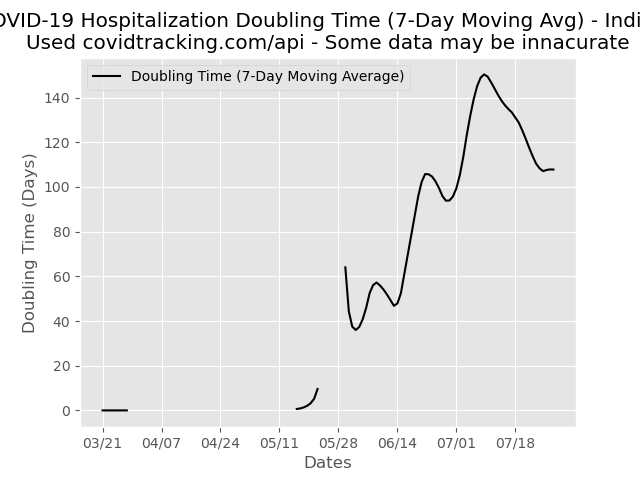 OVID-19 Hospitalization Doubling Time (7-Day Moving Avg) - Indi
Used covidtracking.com/api - Some data may be innacurate
Doubling Time (7-Day Moving Average)
Doubling Time (Days)
140
120
100
80
60
40
20
0
03/21 04/07 04/24 05/11 05/28 06/14 07/01 07/18
Dates